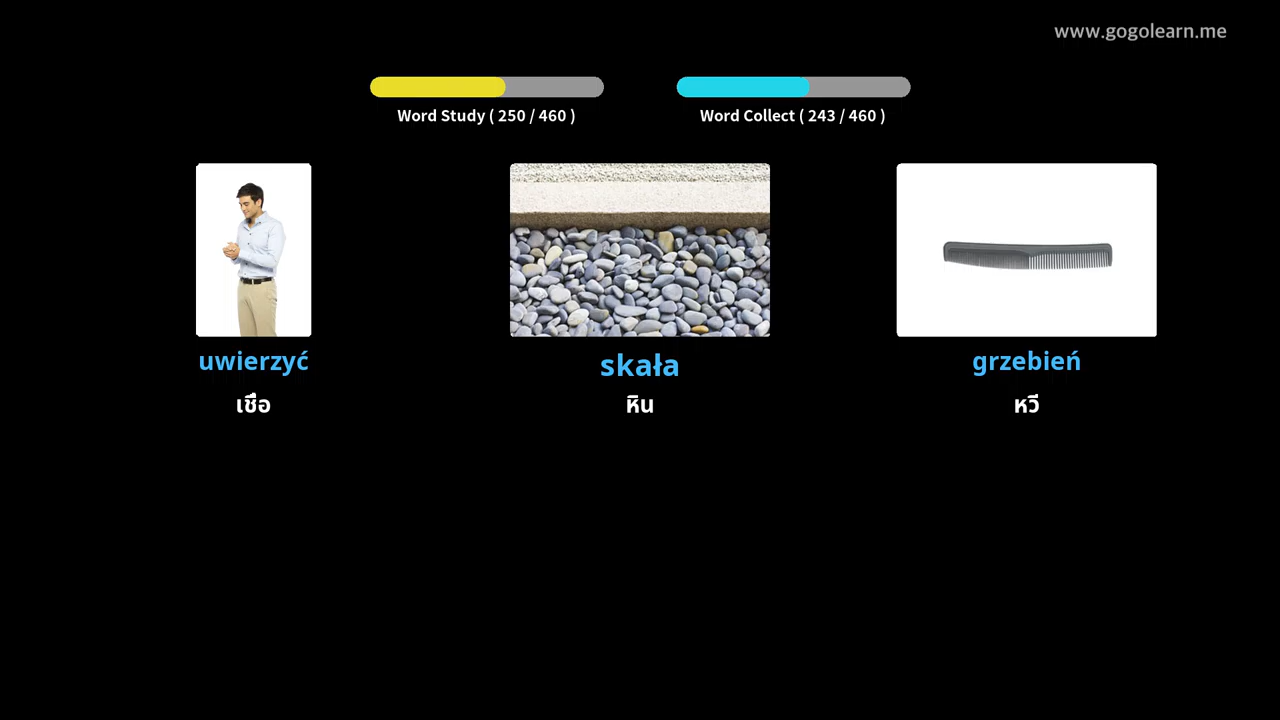 www.gogolearn.me
Word Study ( 250 / 460 )
Word Collect ( 243 / 460 )
uwierzyć
skała
grzebień
เชื่อ
หิน
หวี